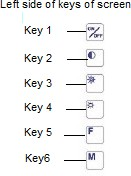 Left side of keys of screen
Key 1 ON/OFF
Key 2
Key 3
Key 4
Key 5 F
Key6 M